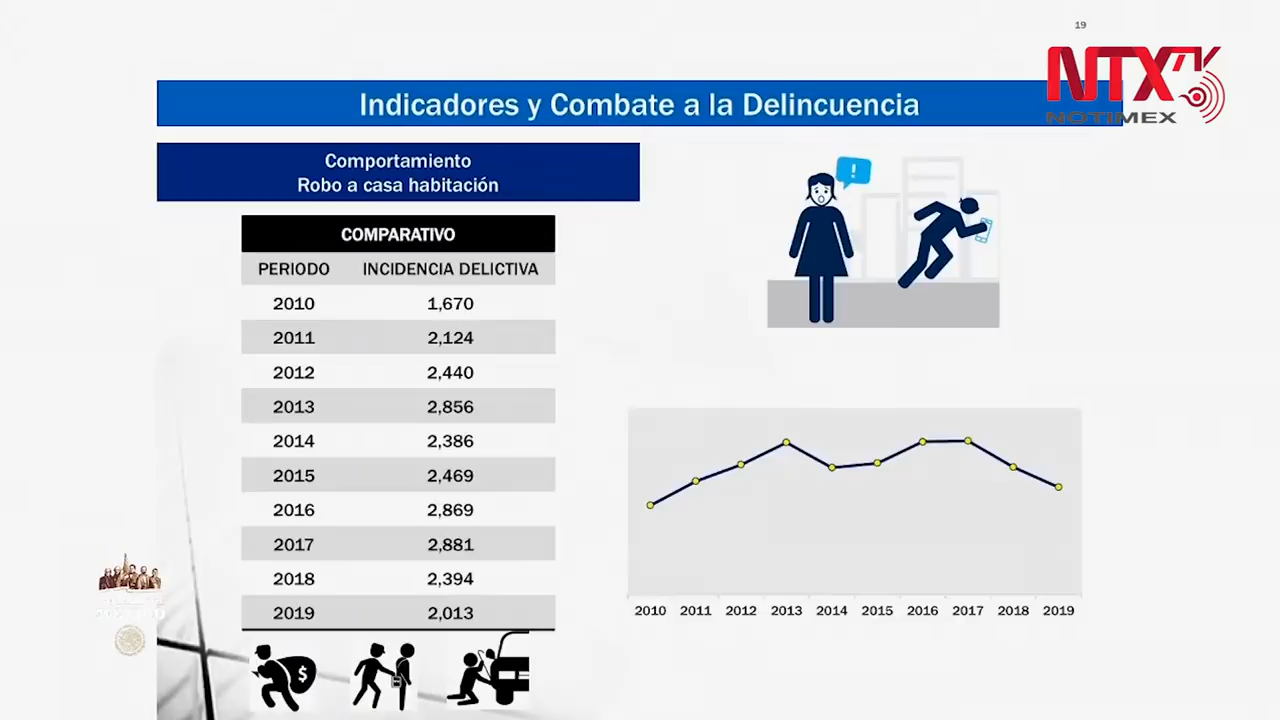 19
NTX TV
NOTIMEX
Indicadores y Combate a la Delincuencia
Comportamiento
Robo a casa habitación
!
COMPARATIVO
PERIODO INCIDENCIA DELICTIVA
2010 1,670
2011 2,124
2012 2,440
2013 2,856
2014 2,386
2015 2,469
2016 2,869
2017 2,881
2018 2,394
2019 2,013
$
2010 2011 2012 2013 2014 2015 2016 2017 2018 2019